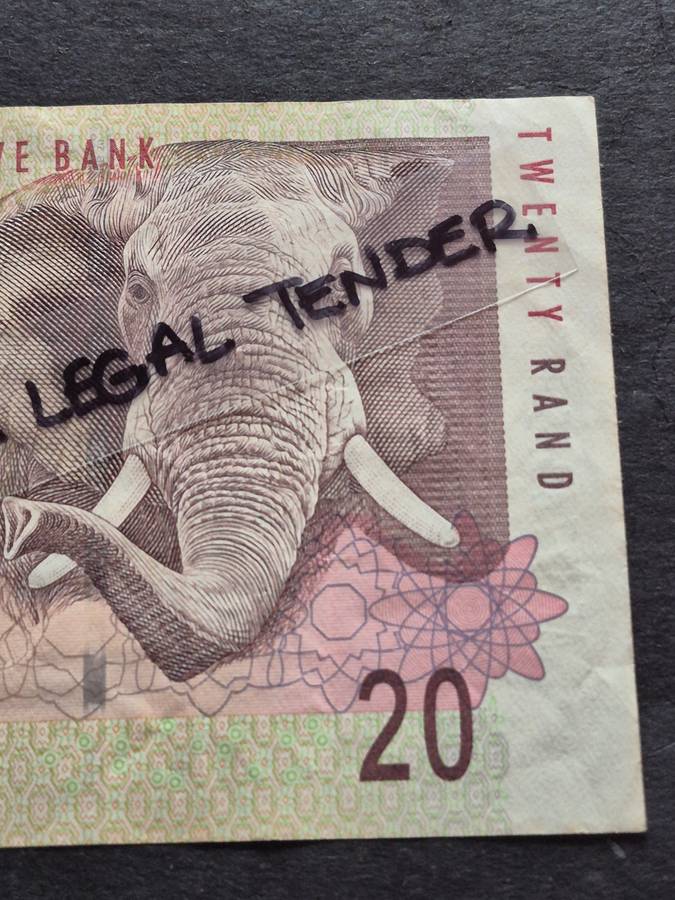 VE BANK
LEGAL TENDER
TWENTY RAND
20